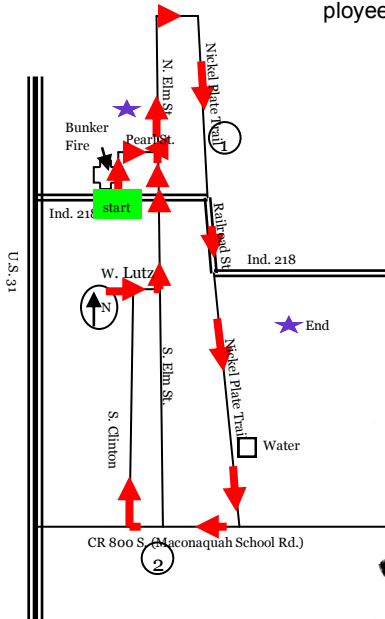 ployee
N. Elm St.
Nickel Plate Trail
Bunker
Fire
Pearl St.
1
start
Ind. 218
Railroad St.
Ind. 218
U.S. 31
W. Lutz
N
End
S. Elm St.
Nickel Plate Trail
S. Clinton
Water
CR 800 S. (Maconaquah School Rd.)
2